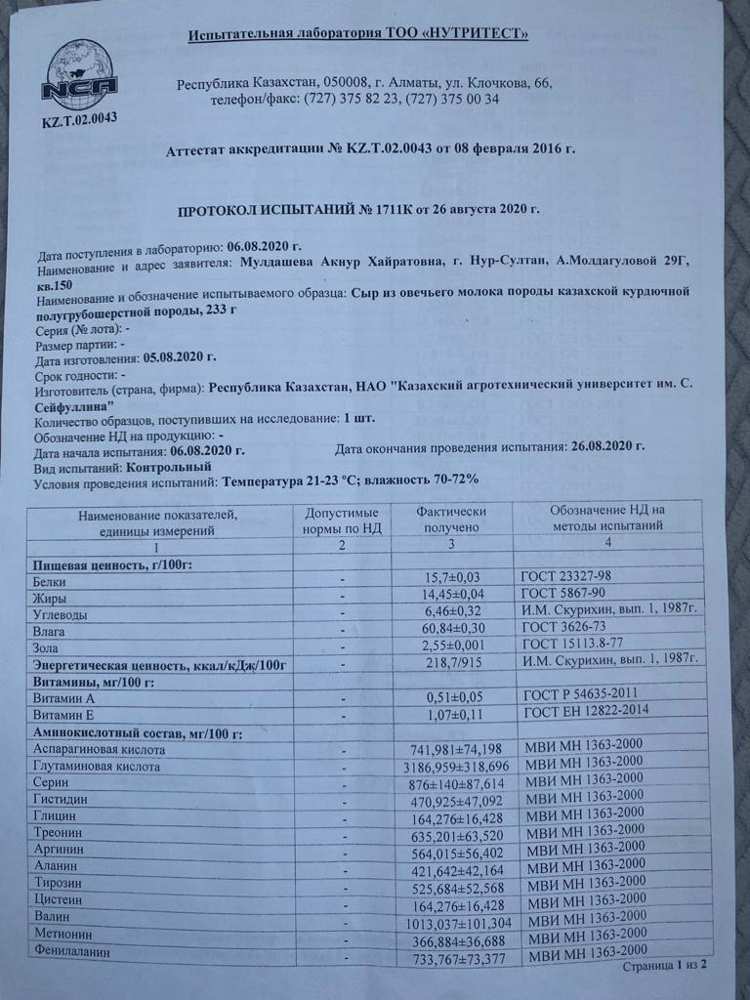 Испытательная лаборатория ТОО «НУТРИТЕСТ»
NCA
KZ.T.02.0043
Республика Казахстан, 050008, г. Алматы, ул. Клочкова, 66,
телефон/факс: (727) 375 82 23, (727) 375 00 34
Аттестат аккредитации № KZ.T.02.0043 от 08 февраля 2016 г.
ПРОТОКОЛ ИСПЫТАНИЙ № 1711К от 26 августа 2020 г.
Дата поступления в лабораторию: 06.08.2020 г.
Наименование и адрес заявителя: Мулдашева Акнур Хайратовна, г. Нур-Султан, А.Молдагуловой 29Г,
кв.150
Наименование и обозначение испытываемого образца: Сыр из овечьего молока породы казахской курдючной
полугрубошерстной породы, 233 г
Серия (№ лота): -
Размер партии: -
Дата изготовления: 05.08.2020 г.
Срок годности: -
Изготовитель (страна, фирма): Республика Казахстан, НАО "Казахский агротехнический университет им. С.
Сейфуллина"
Количество образцов, поступивших на исследование: 1 шт.
Обозначение НД на продукцию: -
Дата начала испытания: 06.08.2020 г. Дата окончания проведения испытания: 26.08.2020 г.
Вид испытаний: Контрольный
Условия проведения испытаний: Температура 21-23 ºС; влажность 70-72%
Наименование показателей, единицы измерений Допустимые нормы по НД Фактически получено Обозначение НД на методы испытаний
1 2 3 4
Пищевая ценность, г/100г:
Белки - 15,7±0,03 ГОСТ 23327-98
Жиры - 14,45±0,04 ГОСТ 5867-90
Углеводы - 6,46±0,32 И.М. Скурихин, вып. 1, 1987г.
Влага - 60,84±0,30 ГОСТ 3626-73
Зола - 2,55±0,001 ГОСТ 15113.8-77
Энергетическая ценность, ккал/кДж/100г - 218,7/915 И.М. Скурихин, вып. 1, 1987г.
Витамины, мг/100 г:
Витамин А - 0,51±0,05 ГОСТ Р 54635-2011
Витамин Е - 1,07±0,11 ГОСТ ЕН 12822-2014
Аминокислотный состав, мг/100 г:
Аспарагиновая кислота - 741,981±74,198 МВИ МН 1363-2000
Глутаминовая кислота - 3186,959±318,696 МВИ МН 1363-2000
Серин - 876±140±87,614 МВИ МН 1363-2000
Гистидин - 470,925±47,092 МВИ МН 1363-2000
Глицин - 164,276±16,428 МВИ МН 1363-2000
Треонин - 635,201±63,520 МВИ МН 1363-2000
Аргинин - 564,015±56,402 МВИ МН 1363-2000
Аланин - 421,642±42,164 МВИ МН 1363-2000
Тирозин - 525,684±52,568 МВИ МН 1363-2000
Цистеин - 164,276±16,428 МВИ МН 1363-2000
Валин - 1013,037±101,304 МВИ МН 1363-2000
Метионин - 366,884±36,688 МВИ МН 1363-2000
Фенилаланин - 733,767±73,377 МВИ МН 1363-2000
Страница 1 из 2